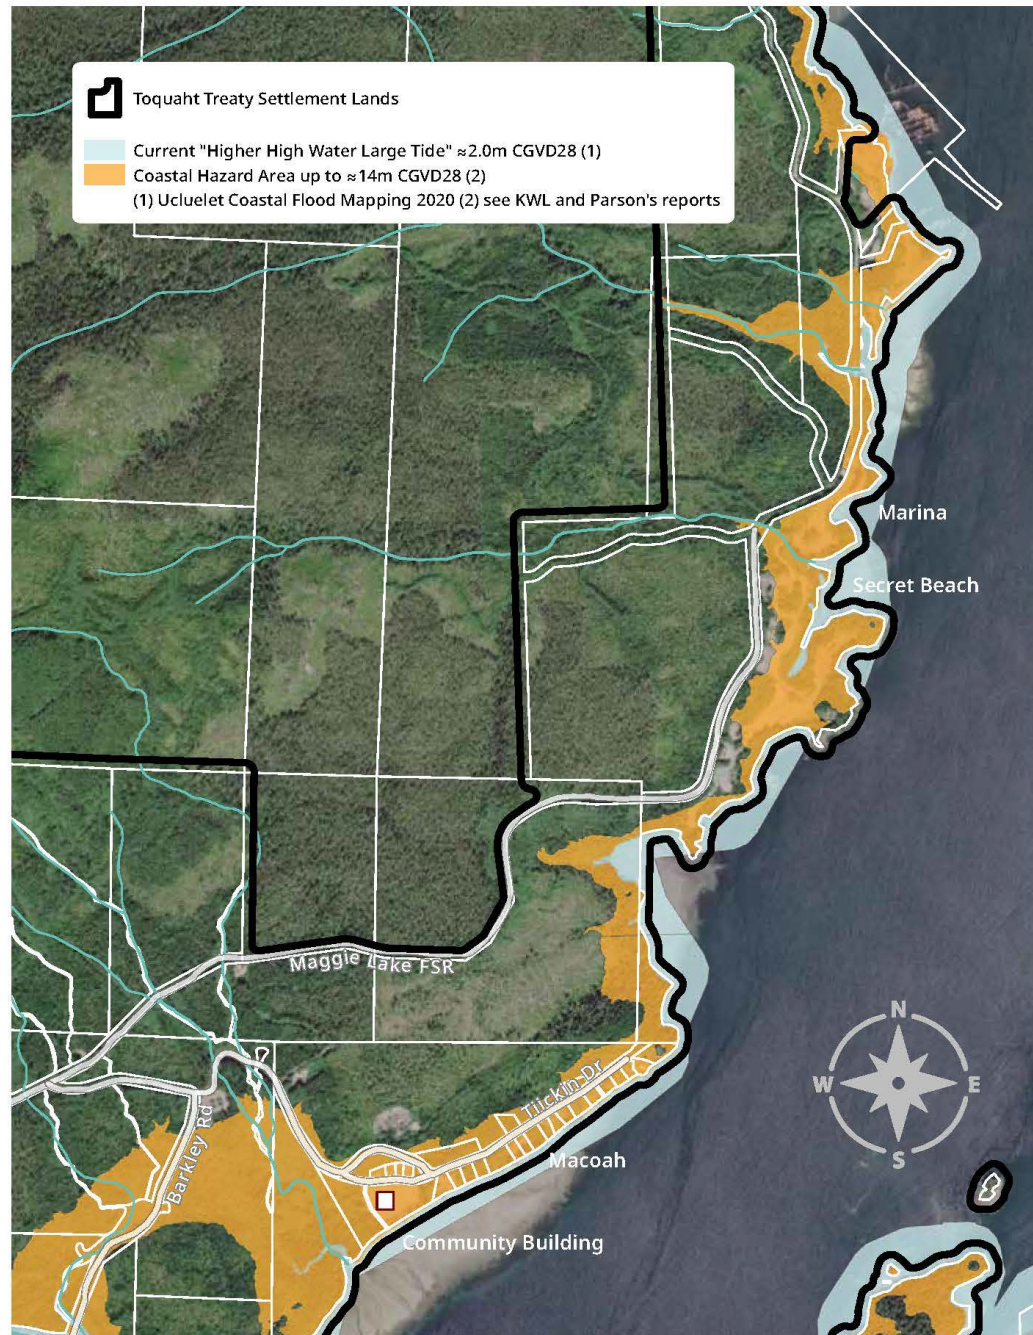 Toquaht Treaty Settlement Lands
Current "Higher High Water Large Tide" ≈2.0m CGVD28 (1)
Coastal Hazard Area up to ≈14m CGVD28 (2)
(1) Ucluelet Coastal Flood Mapping 2020 (2) see KWL and Parson's reports
Marina
Secret Beach
Maggie Lake FSR
N
W
E
S
Tiickin Dr
Barkley Rd
Macoah
Community Building